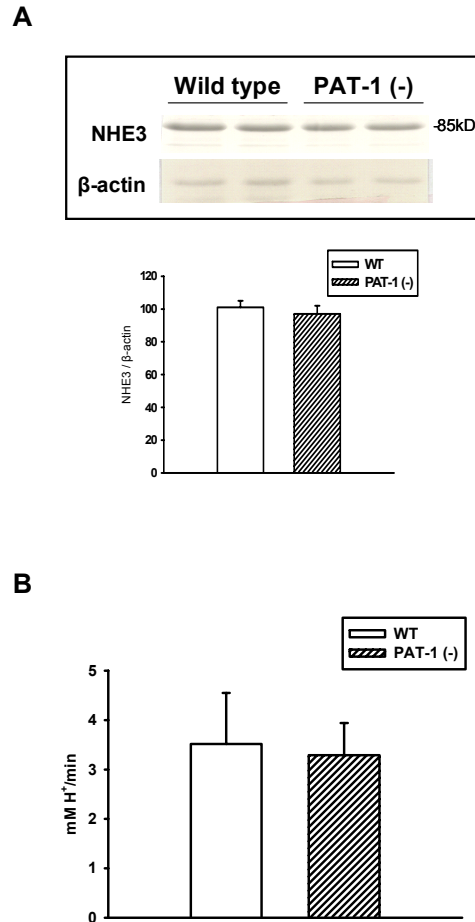 A
Wild type PAT-1 (-)
NHE3 -85kD
β-actin
WT
PAT-1 (-)
120
100
80
60
40
20
0
NHE3 / β-actin
B
WT
PAT-1 (-)
5
4
3
2
1
0
mM H⁺/min